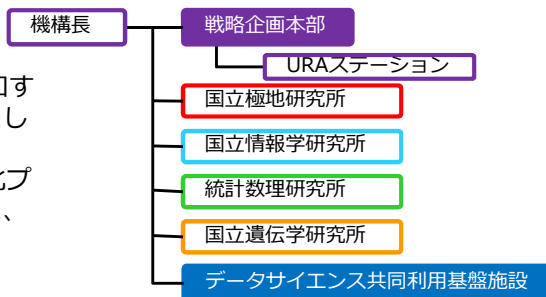 機構長
戦略企画本部
URAステーション
国立極地研究所
国立情報学研究所
統計数理研究所
国立遺伝学研究所
データサイエンス共同利用基盤施設
し
プ
、